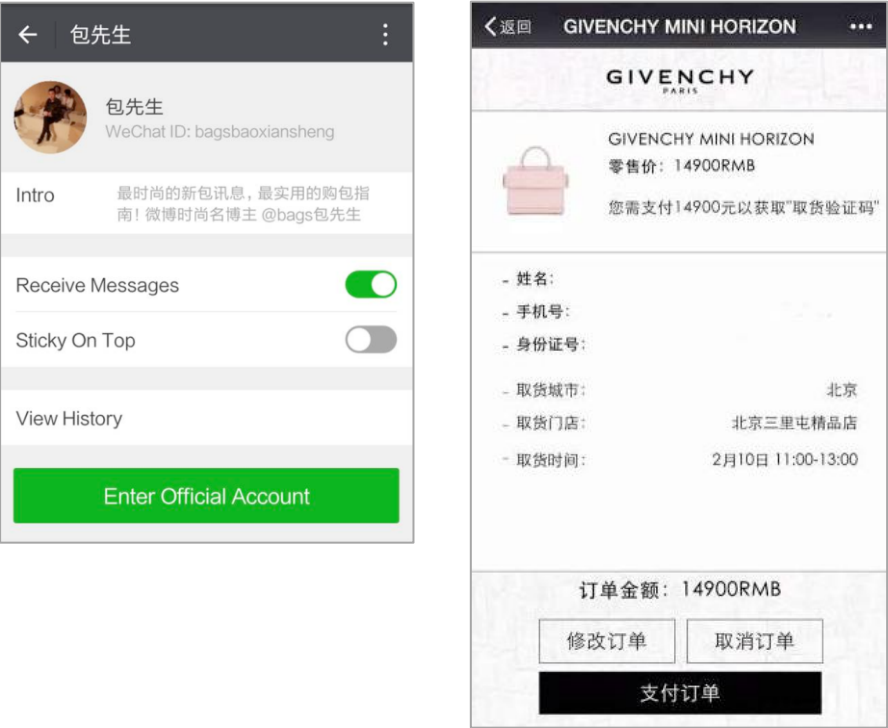 包先生
包先生
WeChat ID: bagsbaoxiansheng
Intro
最时尚的新包讯息，最实用的购包指
南！微博时尚名博主 @bags包先生
Receive Messages
Sticky On Top
View History
Enter Official Account
返回
GIVENCHY MINI HORIZON
GIVENCHY
PARIS
GIVENCHY MINI HORIZON
零售价：14900RMB
您需支付14900元以获取"取货验证码"
- 姓名：
- 手机号：
- 身份证号：
- 取货城市： 北京
- 取货门店： 北京三里屯精品店
- 取货时间： 2月10日 11:00-13:00
订单金额：14900RMB
修改订单 取消订单
支付订单